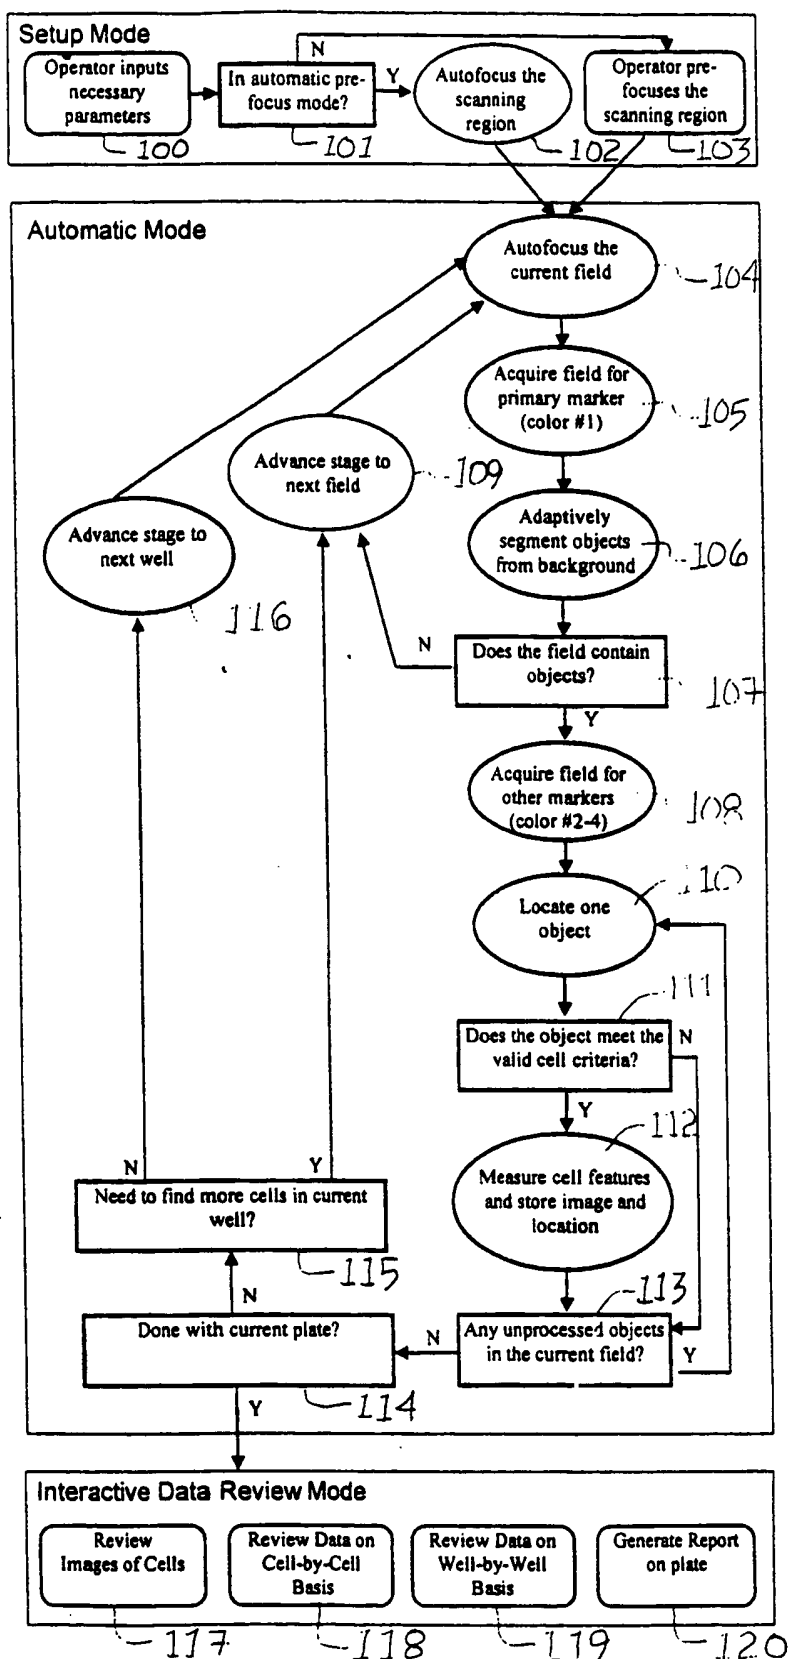 Setup Mode
N
Operator inputs
necessary
parameters
100
In automatic pre-
focus mode?
101
Y
Autofocus the
scanning
region
102
Operator pre-
focuses the
scanning region
103
Automatic Mode
Autofocus the
current field
104
Acquire field for
primary marker
(color #1)
105
Advance stage to
next field
109
Adaptively
segment objects
from background
106
Advance stage to
next well
116
N
Does the field contain
objects?
107
Y
Acquire field for
other markers
(color #2-4)
108
Locate one
object
110
111
Does the object meet the
valid cell criteria?
N
Y
112
Measure cell features
and store image and
location
N
Y
Need to find more cells in current
well?
115
N
113
Done with current plate?
114
N
Any unprocessed objects
in the current field?
Y
Y
Interactive Data Review Mode
Review
Images of Cells
117
Review Data on
Cell-by-Cell
Basis
118
Review Data on
Well-by-Well
Basis
119
Generate Report
on plate
120